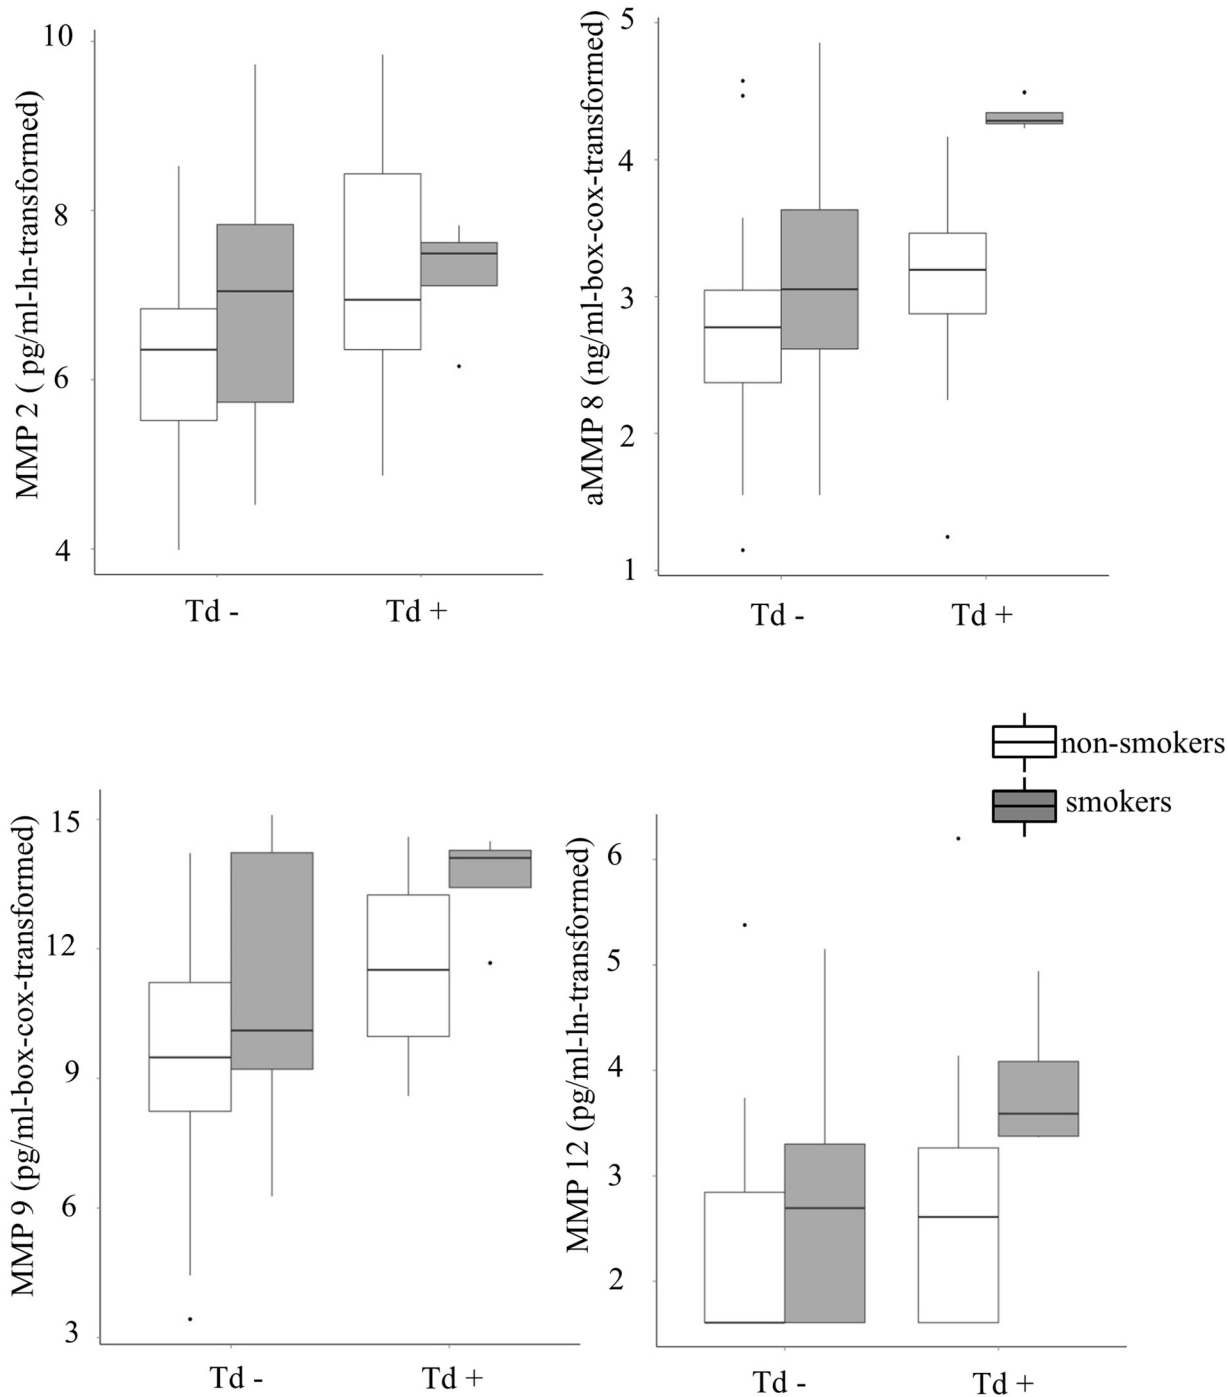 MMP 2 ( pg/ml-ln-transformed)
10
8
6
4
Td -
Td +
aMMP 8 (ng/ml-box-cox-transformed)
5
4
3
2
1
Td -
Td +
non-smokers
smokers
MMP 9 (pg/ml-box-cox-transformed)
15
12
9
6
3
Td -
Td +
MMP 12 (pg/ml-ln-transformed)
6
5
4
3
2
Td -
Td +